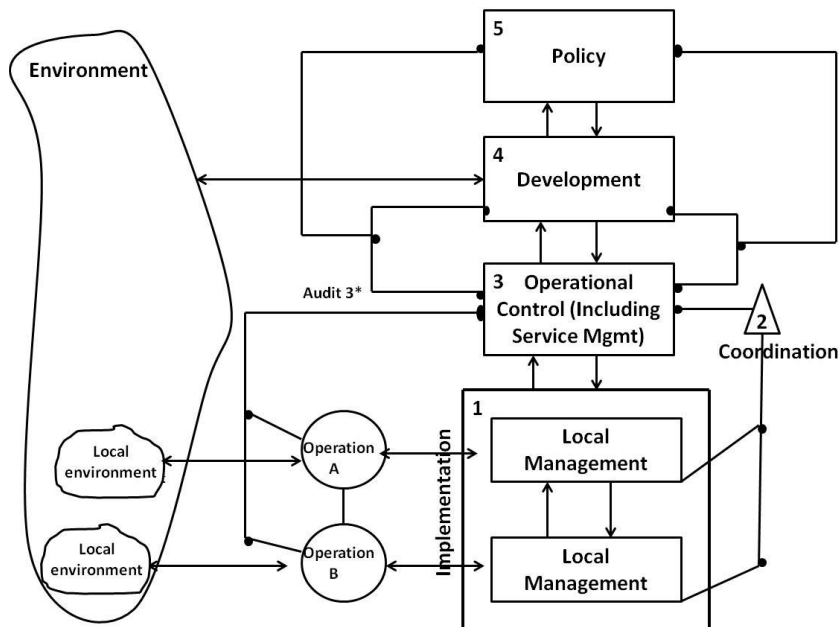 5
Policy
Environment
4
Development
3
Operational
Control (Including
Service Mgmt)
Audit 3*
2
Coordination
1
Local
Management
Implementation
Operation
A
Local
environment
Local
Management
Operation
B
Local
environment